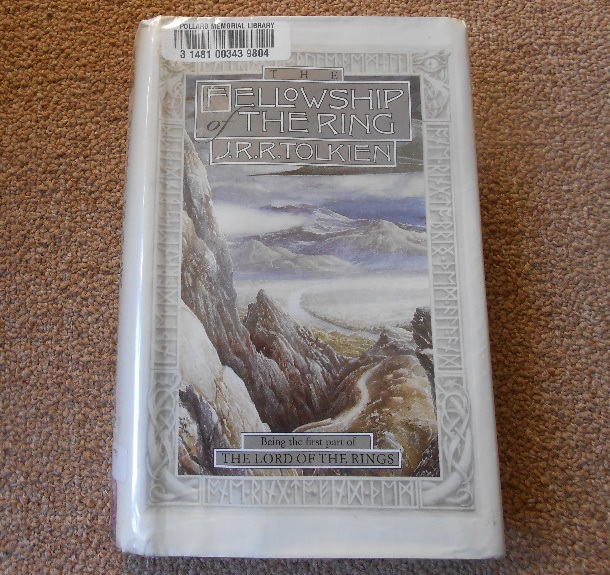 POLLARD MEMORIAL LIBRARY
3 1481 00343 9804
THE
FELLOWSHIP
of THE RING
J.R.R. TOLKIEN
Being the first part of
THE LORD OF THE RINGS